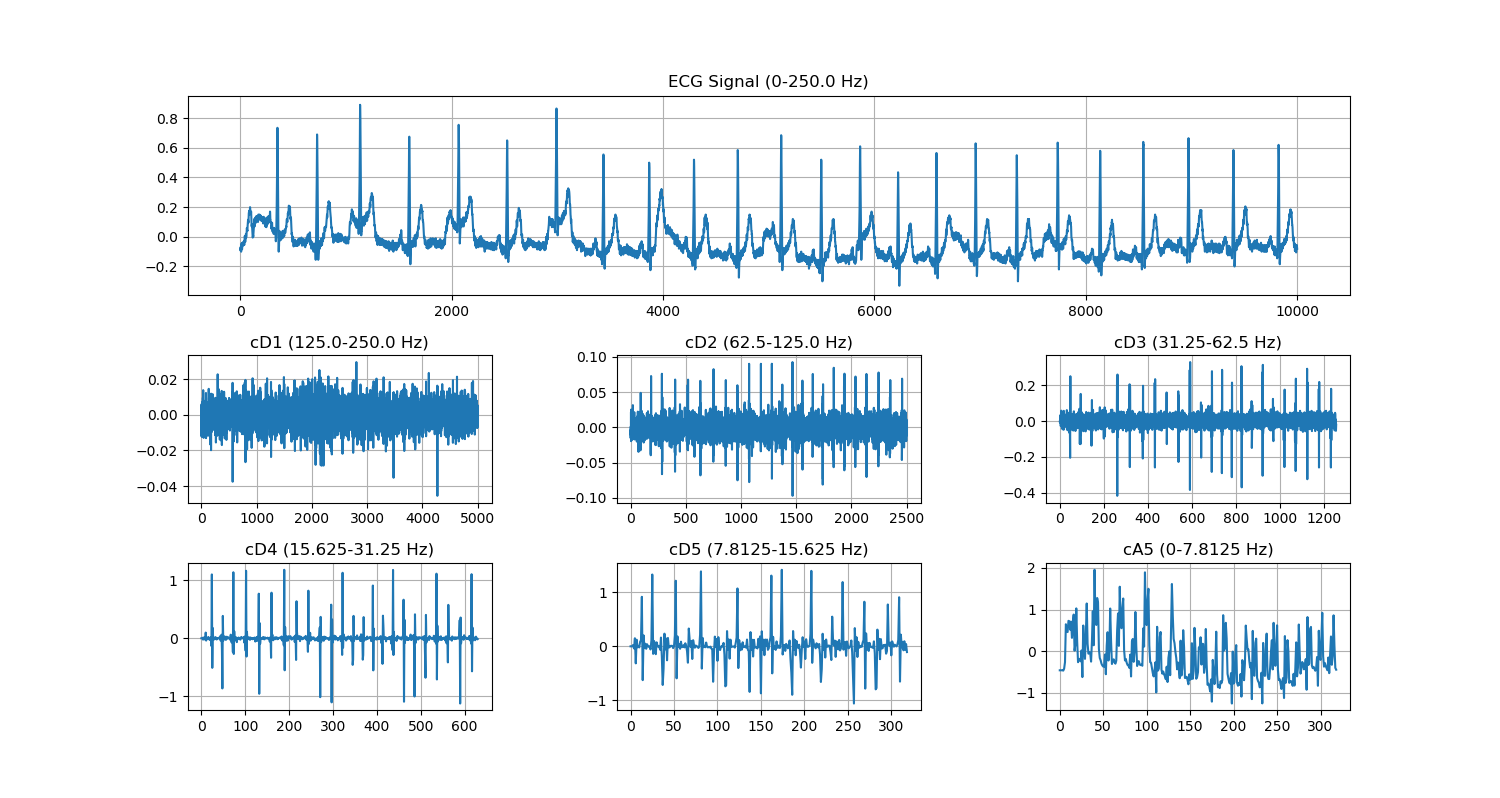 ECG Signal (0-250.0 Hz)
0.8
0.6
0.4
0.2
0.0
−0.2
0 2000 4000 6000 8000 10000
cD1 (125.0-250.0 Hz)
0.02
0.00
−0.02
−0.04
0 1000 2000 3000 4000 5000
cD2 (62.5-125.0 Hz)
0.10
0.05
0.00
−0.05
−0.10
0 500 1000 1500 2000 2500
cD3 (31.25-62.5 Hz)
0.2
0.0
−0.2
−0.4
0 200 400 600 800 1000 1200
cD4 (15.625-31.25 Hz)
1
0
−1
0 100 200 300 400 500 600
cD5 (7.8125-15.625 Hz)
1
0
−1
0 50 100 150 200 250 300
cA5 (0-7.8125 Hz)
2
1
0
−1
0 50 100 150 200 250 300